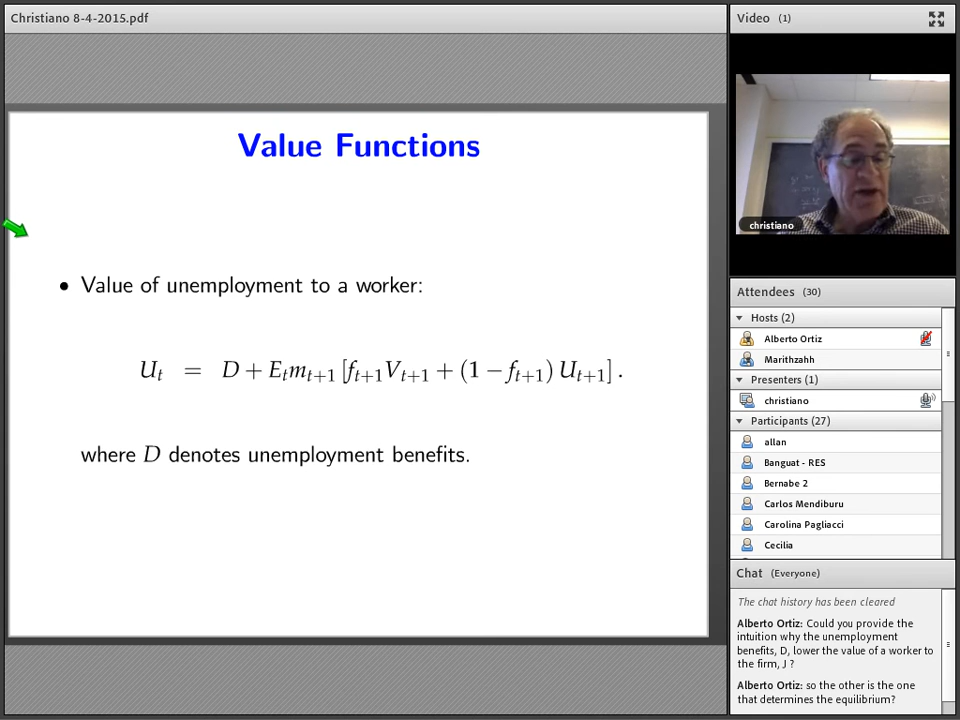 Christiano 8-4-2015.pdf
Value Functions
• Value of unemployment to a worker:
U_t = D + E_t m_{t+1} [f_{t+1} V_{t+1} + (1 − f_{t+1}) U_{t+1}] .
where D denotes unemployment benefits.
Video (1)
christiano
Attendees (30)
Hosts (2)
Alberto Ortiz
Marithzahh
Presenters (1)
christiano
Participants (27)
allan
Banguat - RES
Bernabe 2
Carlos Mendiburu
Carolina Pagliacci
Cecilia
Chat (Everyone)
The chat history has been cleared
Alberto Ortiz: Could you provide the
intuition why the unemployment
benefits, D, lower the value of a worker to
the firm, J ?
Alberto Ortiz: so the other is the one
that determines the equilibrium?